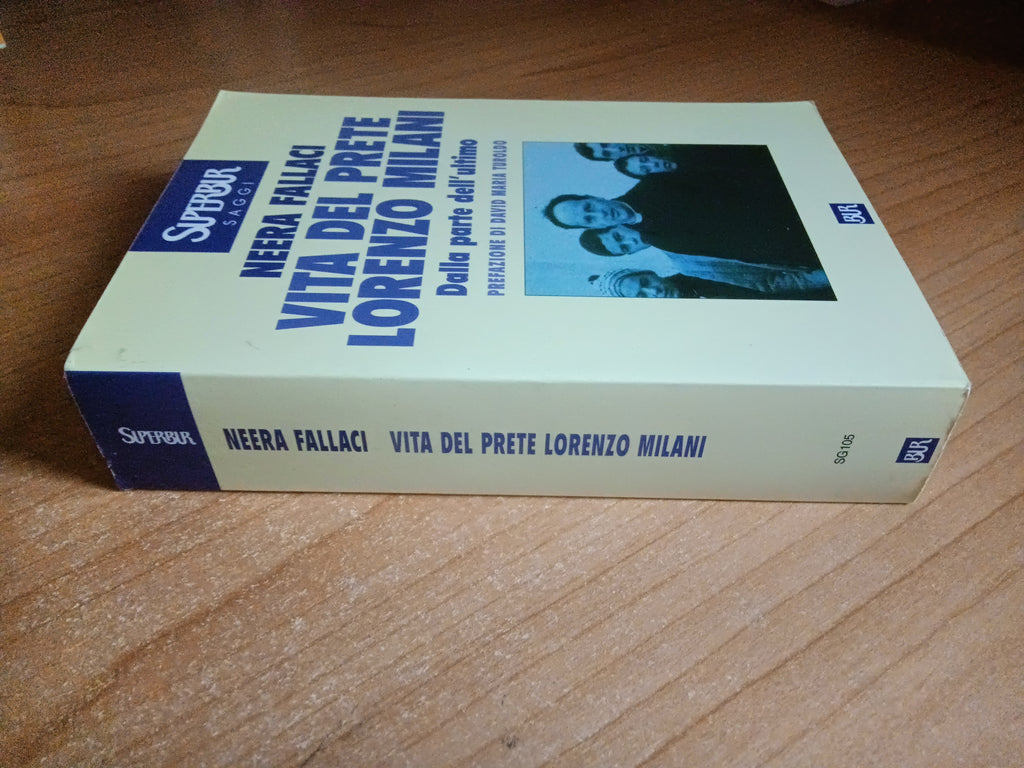 SUPERBUR
SAGGI
NEERA FALLACI
VITA DEL PRETE
LORENZO MILANI
Dalla parte dell'ultimo
PREFAZIONE DI DAVID MARIA TUROLDO
BUR
SUPERBUR
NEERA FALLACI VITA DEL PRETE LORENZO MILANI
SG105
BUR